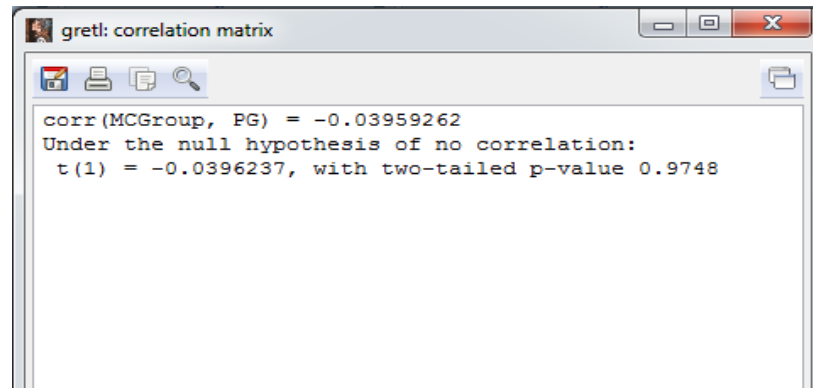 gretl: correlation matrix
corr(MCGroup, PG) = -0.03959262
Under the null hypothesis of no correlation:
t(1) = -0.0396237, with two-tailed p-value 0.9748